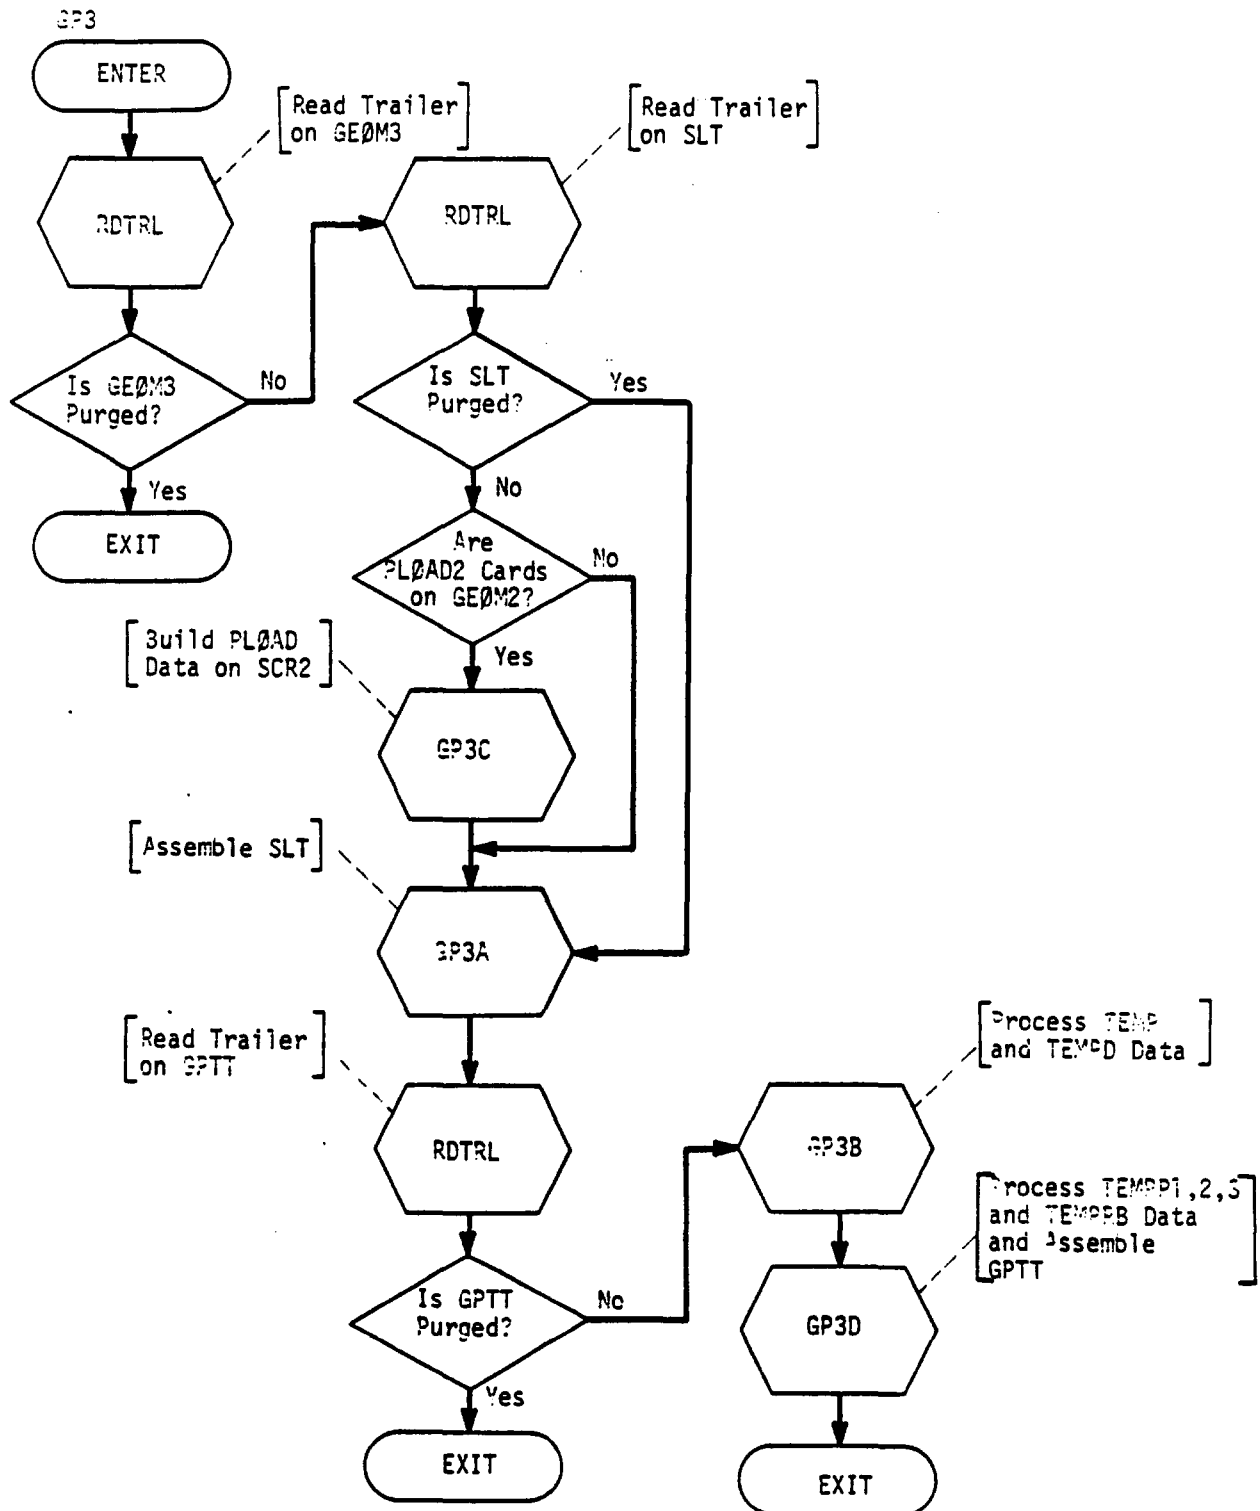 GP3
ENTER
[Read Trailer
on GEØM3]
[Read Trailer
on SLT]
RDTRL
RDTRL
Is GEØM3
Purged?
No
Yes
EXIT
Is SLT
Purged?
Yes
No
Are
PLØAD2 Cards
on GEØM2?
No
Yes
[Build PLØAD
Data on SCR2]
GP3C
[Assemble SLT]
GP3A
[Read Trailer
on GPTT]
RDTRL
Is GPTT
Purged?
No
Yes
EXIT
[Process TEMP
and TEMPD Data]
GP3B
[Process TEMPP1,2,3
and TEMPRB Data
and Assemble
GPTT]
GP3D
EXIT